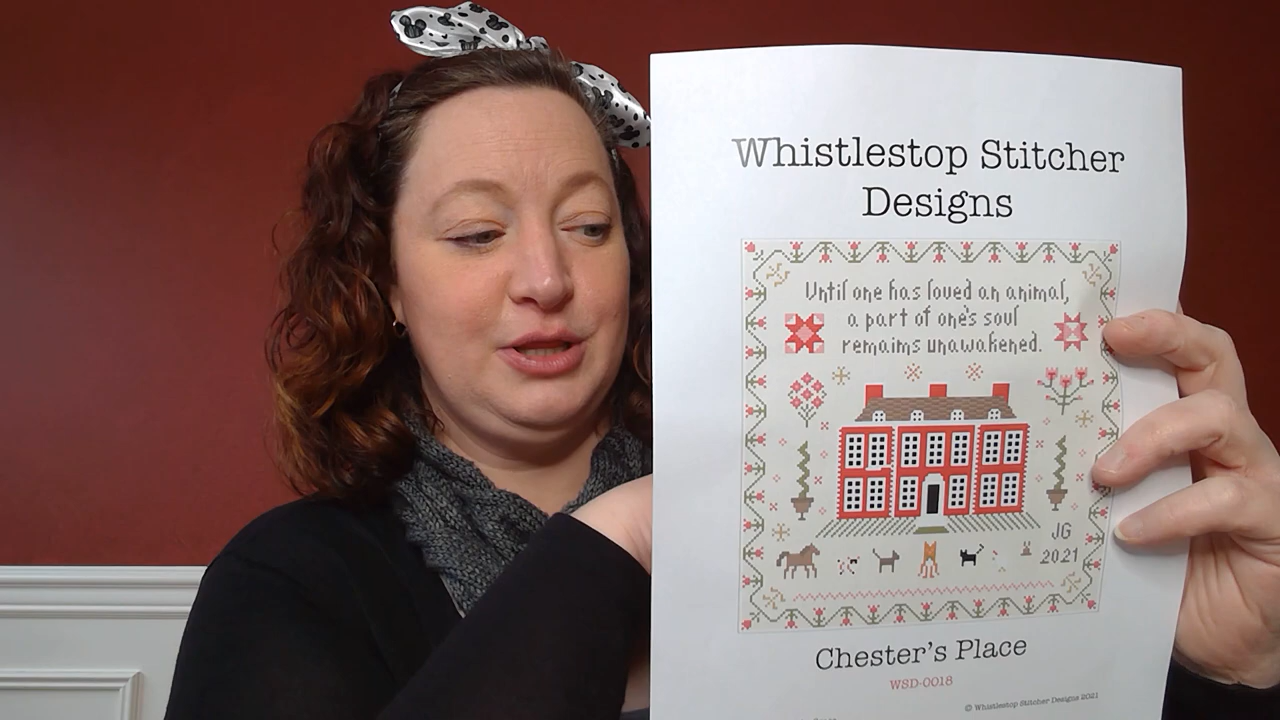 Whistlestop Stitcher
Designs
Until one has loved an animal,
a part of one's soul
remaims unawakened.
JG
2021
Chester's Place
WSD-0018
© Whistlestop Stitcher Designs 2021